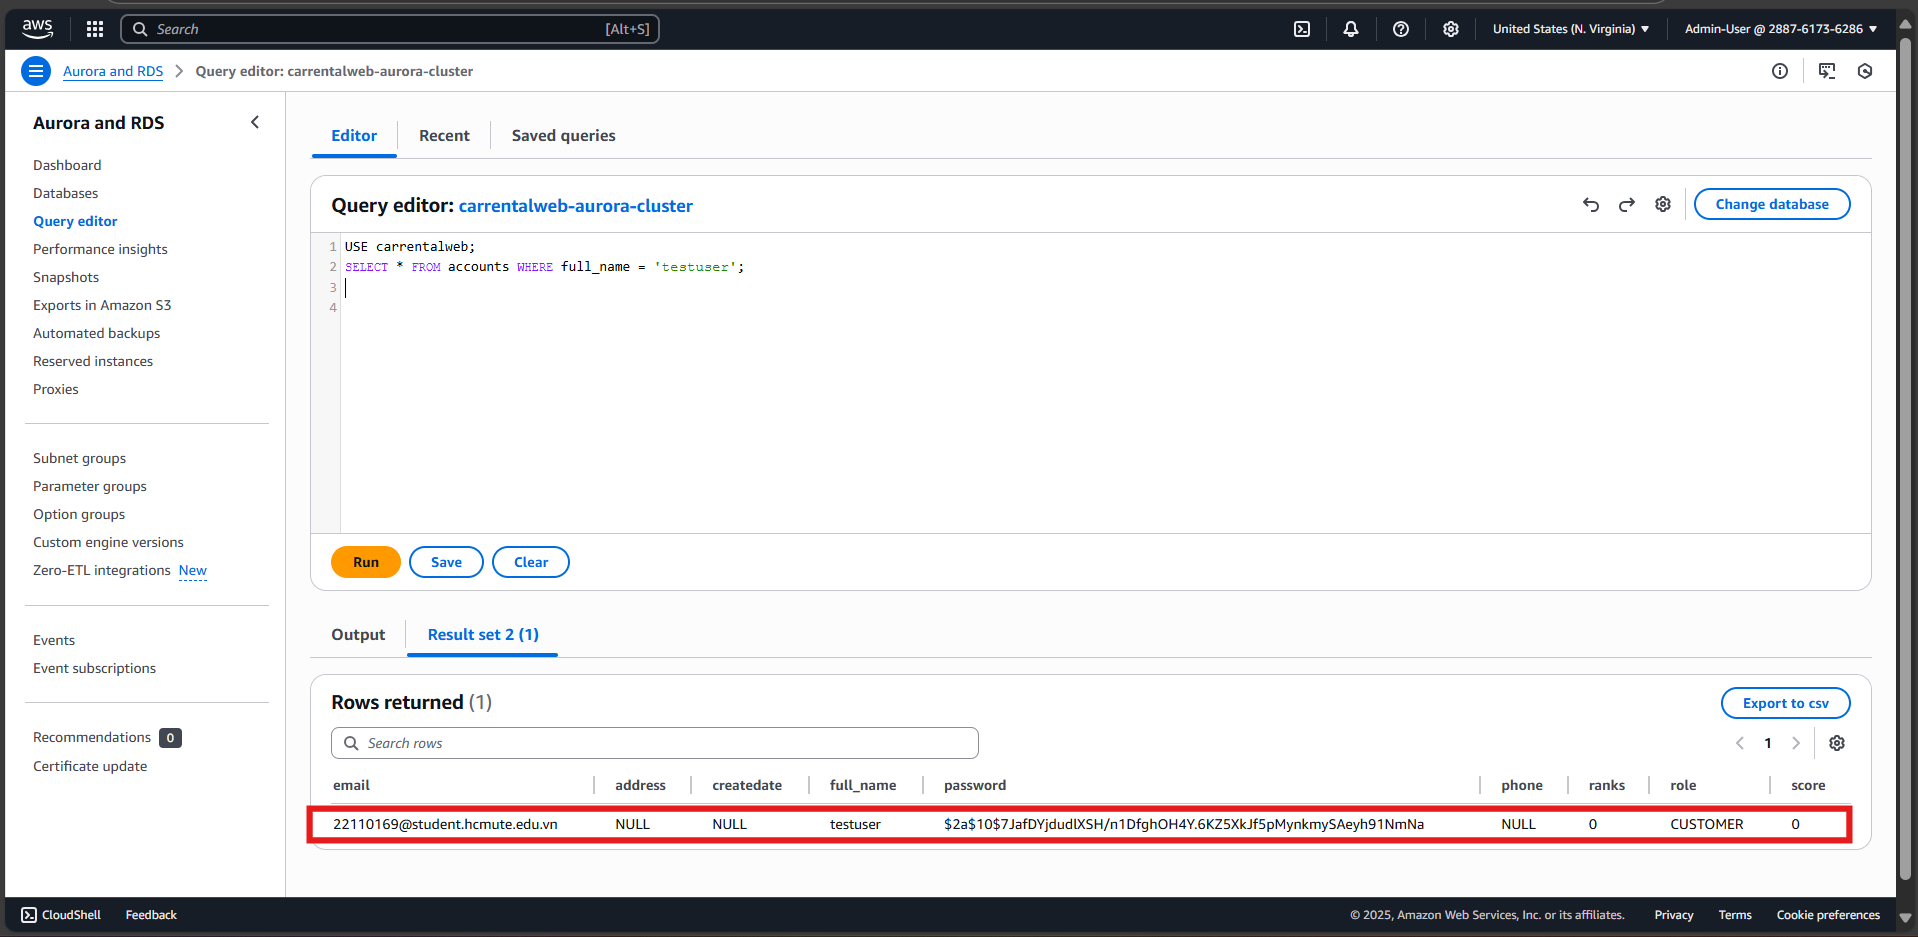 aws
Search
[Alt+S]
United States (N. Virginia)
Admin-User @ 2887-6173-6286
Aurora and RDS
Query editor: carrentalweb-aurora-cluster
Aurora and RDS
Dashboard
Databases
Query editor
Performance insights
Snapshots
Exports in Amazon S3
Automated backups
Reserved instances
Proxies
Subnet groups
Parameter groups
Option groups
Custom engine versions
Zero-ETL integrations New
Events
Event subscriptions
Recommendations 0
Certificate update
Editor
Recent
Saved queries
Query editor: carrentalweb-aurora-cluster
Change database
1 USE carrentalweb;
2 SELECT * FROM accounts WHERE full_name = 'testuser';
3
4
Run
Save
Clear
Output
Result set 2 (1)
Rows returned (1)
Export to csv
Search rows
1
email address createdate full_name password phone ranks role score
22110169@student.hcmute.edu.vn NULL NULL testuser $2a$10$7JafDYjdudlXSH/n1DfghOH4Y.6KZ5XkJf5pMynkmySAeyh91NmNa NULL 0 CUSTOMER 0
CloudShell
Feedback
© 2025, Amazon Web Services, Inc. or its affiliates.
Privacy
Terms
Cookie preferences